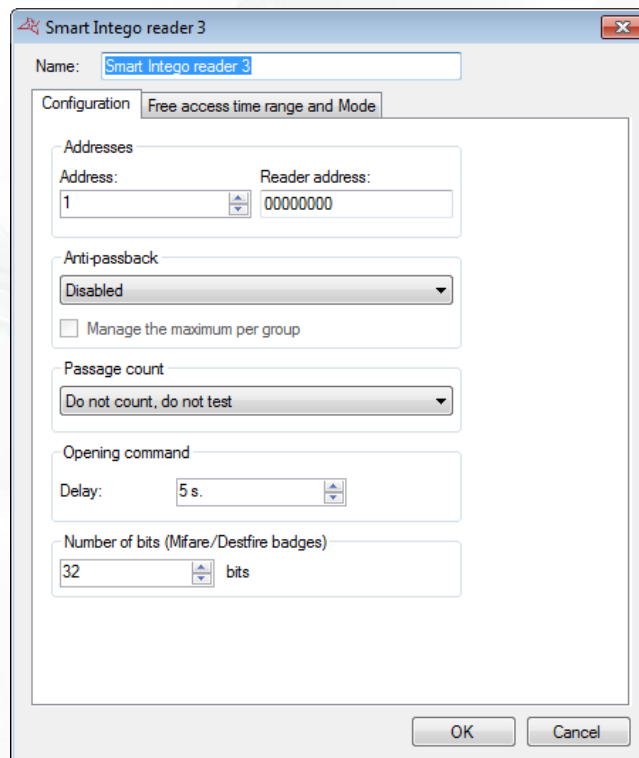 Smart Intego reader 3
Name: Smart Intego reader 3
Configuration Free access time range and Mode
Addresses
Address: Reader address:
1 00000000
Anti-passback
Disabled
Manage the maximum per group
Passage count
Do not count, do not test
Opening command
Delay: 5 s.
Number of bits (Mifare/Destfire badges)
32 bits
OK Cancel